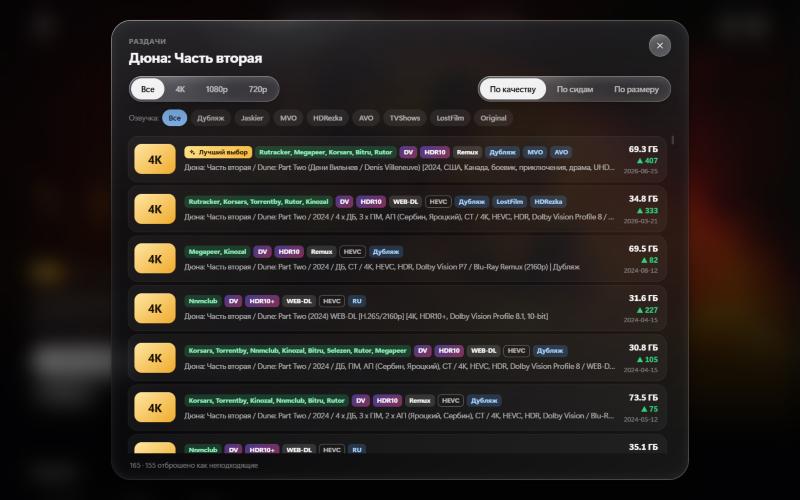 РАЗДАЧИ
Дюна: Часть вторая
Все 4K 1080p 720p По качеству По сидам По размеру
Озвучка: Все Дубляж Jaskier MVO HDRezka AVO TVShows LostFilm Original
4K Лучший выбор Rutracker, Megapeer, Korsars, Bitru, Rutor DV HDR10 Remux Дубляж MVO AVO 69.3 ГБ
▲ 407
Дюна: Часть вторая / Dune: Part Two (Дени Вильнев / Denis Villeneuve) [2024, США, Канада, боевик, приключения, драма, UHD... 2026-06-25
4K Rutracker, Korsars, Torrentby, Rutor, Kinozal DV HDR10 WEB-DL HEVC Дубляж LostFilm HDRezka 34.8 ГБ
▲ 333
Дюна: Часть вторая / Dune: Part Two / 2024 / 4 x ДБ, 3 x ПМ, АП (Сербин, Яроцкий), СТ / 4K, HEVC, HDR, Dolby Vision Profile 8 / ... 2026-03-21
4K Megapeer, Kinozal DV HDR10 Remux HEVC Дубляж 69.5 ГБ
▲ 82
Дюна: Часть вторая / Dune: Part Two / 2024 / ДБ, СТ / 4K, HEVC, HDR, Dolby Vision P7 / Blu-Ray Remux (2160p) | Дубляж 2024-08-12
4K Nnmclub DV HDR10+ WEB-DL HEVC RU 31.6 ГБ
▲ 227
Дюна: Часть вторая / Dune: Part Two (2024) WEB-DL [H.265/2160p] [4K, HDR10+, Dolby Vision Profile 8.1, 10-bit] 2024-04-15
4K Korsars, Torrentby, Nnmclub, Kinozal, Bitru, Selezen, Rutor, Megapeer DV HDR10 WEB-DL HEVC Дубляж 30.8 ГБ
▲ 105
Дюна: Часть вторая / Dune: Part Two / 2024 / ДБ, ПМ, АП (Сербин, Яроцкий), СТ / 4K, HEVC, HDR, Dolby Vision Profile 8 / WEB-D... 2024-04-15
4K Korsars, Torrentby, Kinozal, Nnmclub, Bitru, Rutor DV HDR10 Remux HEVC Дубляж 73.5 ГБ
▲ 75
Дюна: Часть вторая / Dune: Part Two / 2024 / 4 x ДБ, 3 x ПМ, 2 x АП (Яроцкий, Сербин), СТ / 4K, HEVC, HDR, Dolby Vision / Blu-R... 2024-05-12
Nnmclub DV HDR10+ WEB-DL HEVC RU 35.1 ГБ
165 · 155 отброшено как неподходящие